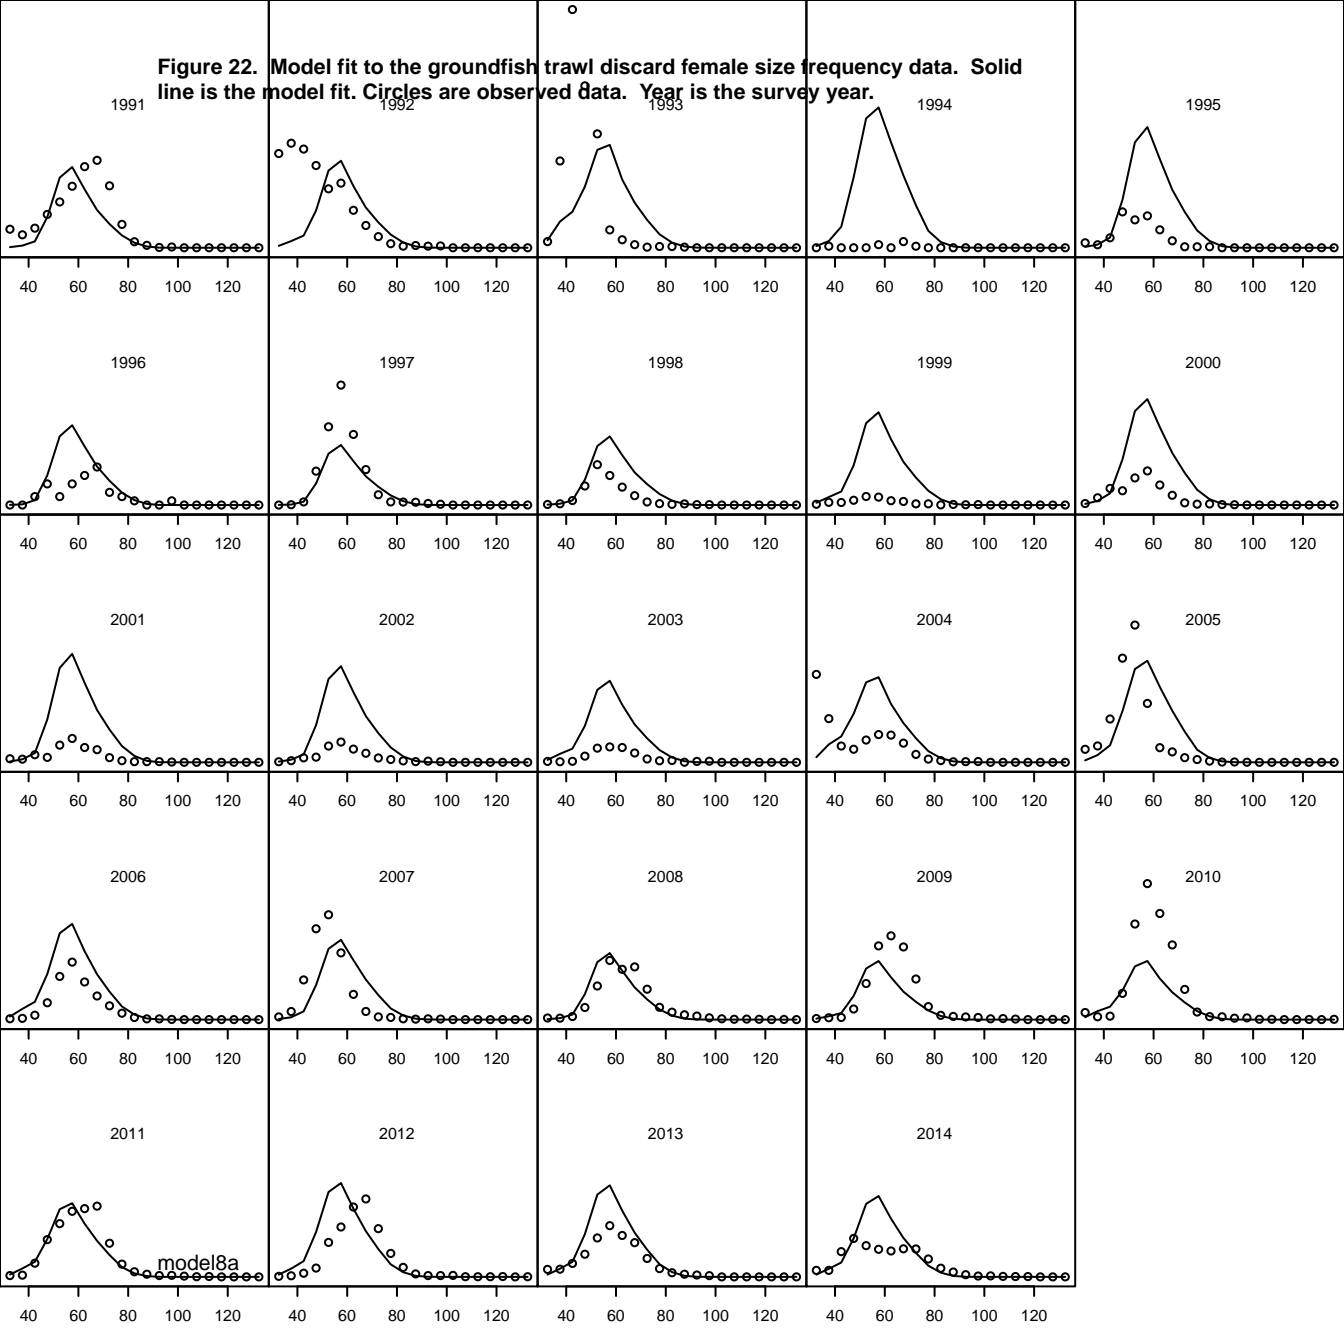 Figure 22. Model fit to the groundfish trawl discard female size frequency data. Solid
line is the model fit. Circles are observed data. Year is the survey year.
1991 1992 1993 1994 1995
40 60 80 100 120 40 60 80 100 120 40 60 80 100 120 40 60 80 100 120 40 60 80 100 120
1996 1997 1998 1999 2000
40 60 80 100 120 40 60 80 100 120 40 60 80 100 120 40 60 80 100 120 40 60 80 100 120
2001 2002 2003 2004 2005
40 60 80 100 120 40 60 80 100 120 40 60 80 100 120 40 60 80 100 120 40 60 80 100 120
2006 2007 2008 2009 2010
40 60 80 100 120 40 60 80 100 120 40 60 80 100 120 40 60 80 100 120 40 60 80 100 120
2011 2012 2013 2014
model8a
40 60 80 100 120 40 60 80 100 120 40 60 80 100 120 40 60 80 100 120